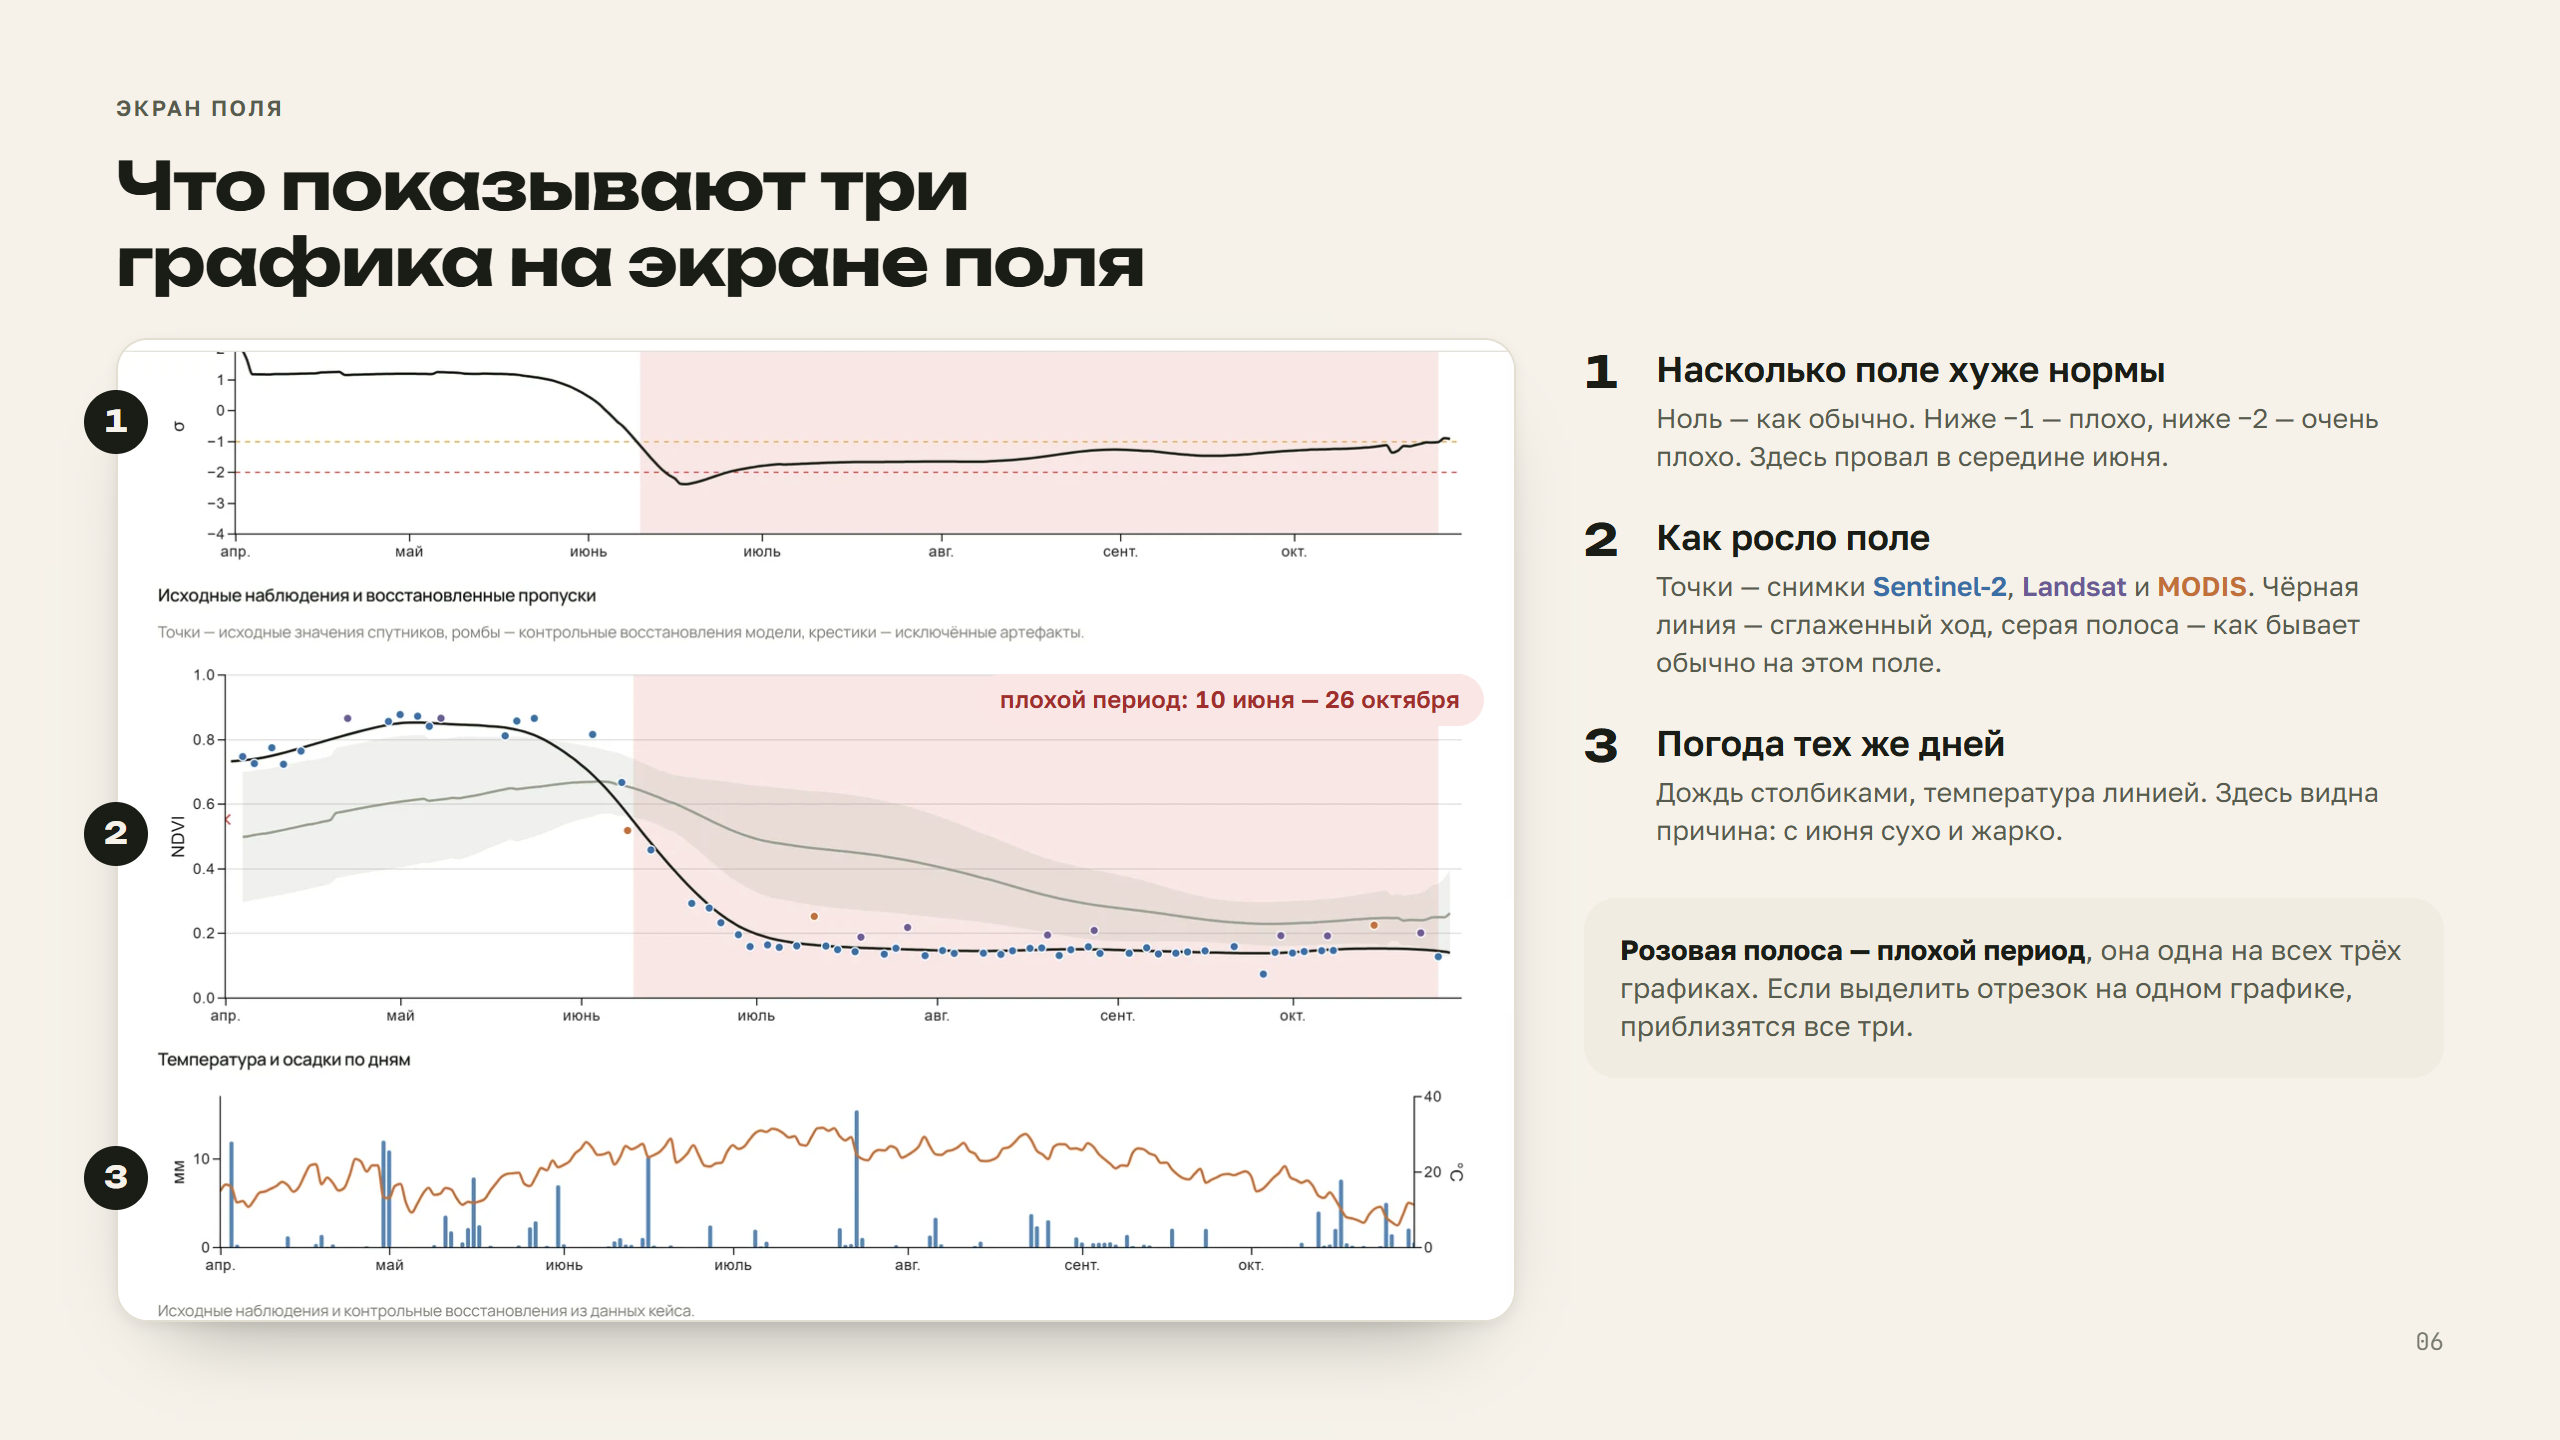 ЭКРАН ПОЛЯ
Что показывают три
графика на экране поля
1
σ
1
0
−1
−2
−3
−4
апр.
май
июнь
июль
авг.
сент.
окт.
Исходные наблюдения и восстановленные пропуски
Точки — исходные значения спутников, ромбы — контрольные восстановления модели, крестики — исключённые артефакты.
2
NDVI
1.0
0.8
0.6
0.4
0.2
0.0
плохой период: 10 июня — 26 октября
апр.
май
июнь
июль
авг.
сент.
окт.
Температура и осадки по дням
3
мм
10
0
40
20
0
°C
апр.
май
июнь
июль
авг.
сент.
окт.
Исходные наблюдения и контрольные восстановления из данных кейса.
1
Насколько поле хуже нормы
Ноль — как обычно. Ниже −1 — плохо, ниже −2 — очень
плохо. Здесь провал в середине июня.
2
Как росло поле
Точки — снимки Sentinel-2, Landsat и MODIS. Чёрная
линия — сглаженный ход, серая полоса — как бывает
обычно на этом поле.
3
Погода тех же дней
Дождь столбиками, температура линией. Здесь видна
причина: с июня сухо и жарко.
Розовая полоса — плохой период, она одна на всех трёх
графиках. Если выделить отрезок на одном графике,
приблизятся все три.
06